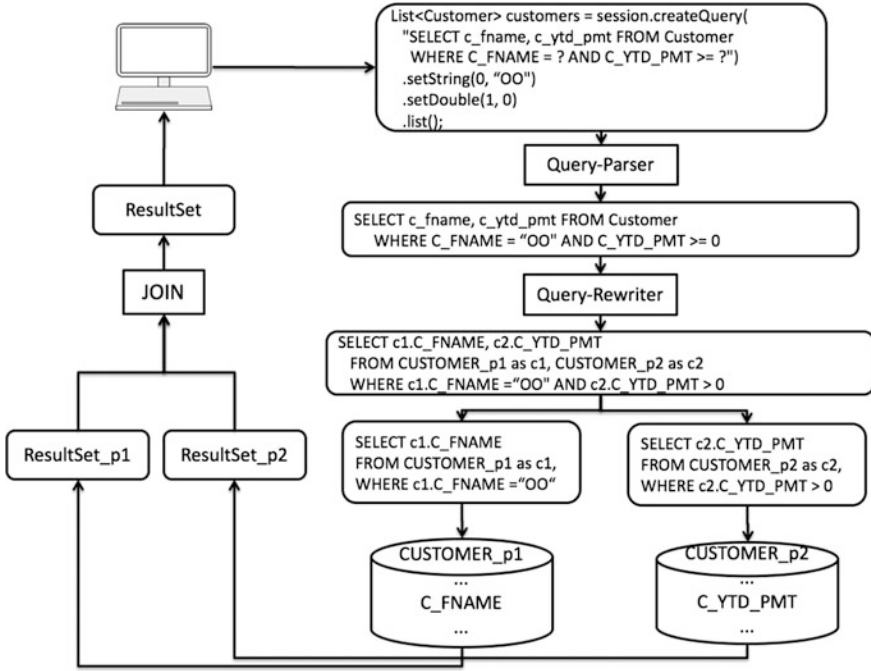 List<Customer> customers = session.createQuery(
"SELECT c_fname, c_ytd_pmt FROM Customer
WHERE C_FNAME = ? AND C_YTD_PMT >= ?")
.setString(0, “OO")
.setDouble(1, 0)
.list();
Query-Parser
SELECT c_fname, c_ytd_pmt FROM Customer
WHERE C_FNAME = “OO" AND C_YTD_PMT >= 0
Query-Rewriter
SELECT c1.C_FNAME, c2.C_YTD_PMT
FROM CUSTOMER_p1 as c1, CUSTOMER_p2 as c2
WHERE c1.C_FNAME =“OO" AND c2.C_YTD_PMT > 0
SELECT c1.C_FNAME
FROM CUSTOMER_p1 as c1,
WHERE c1.C_FNAME =“OO“
SELECT c2.C_YTD_PMT
FROM CUSTOMER_p2 as c2,
WHERE c2.C_YTD_PMT > 0
CUSTOMER_p1
...
C_FNAME
...
CUSTOMER_p2
...
C_YTD_PMT
...
ResultSet_p1
ResultSet_p2
JOIN
ResultSet